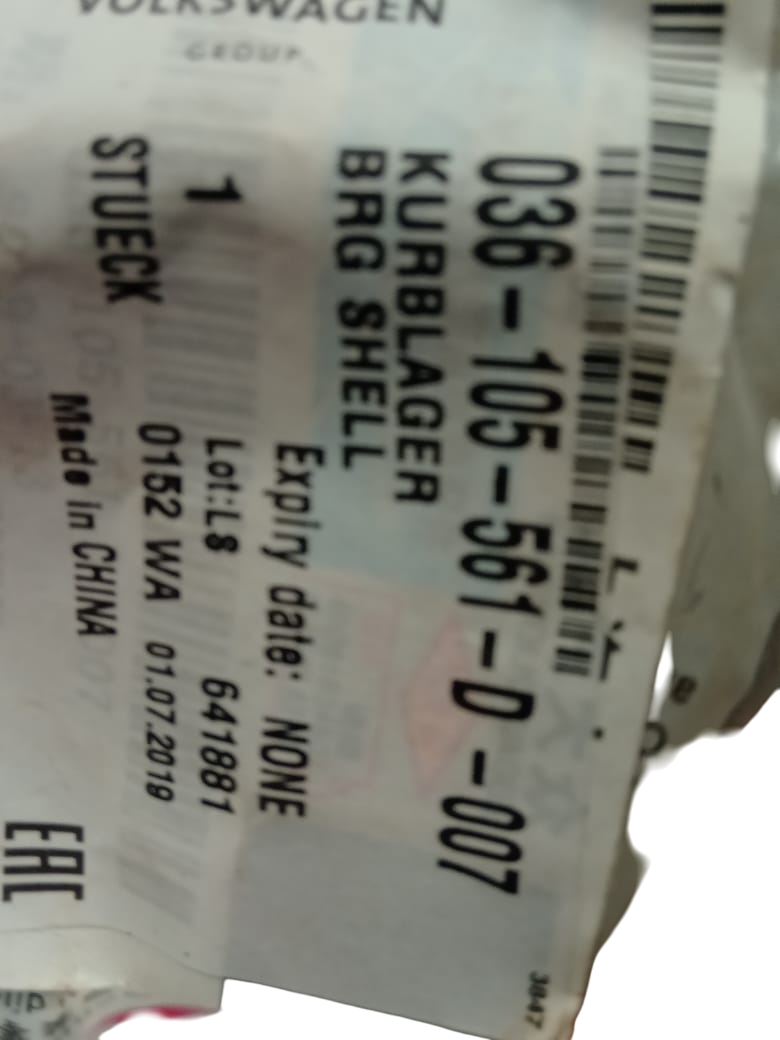 VOLKSWAGEN
GROUP
036-105-561-D -007
KURBLAGER
BRG SHELL
1
STUECK
Expiry date: NONE
Lot:L8 641881
0152 WA 01.07.2019
Made in CHINA
EAC
3847